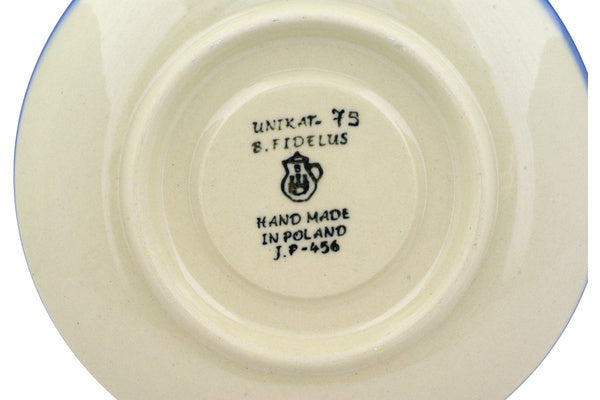 UNIKAT- 75
B. FIDELUS
HAND MADE
IN POLAND
J.P-456